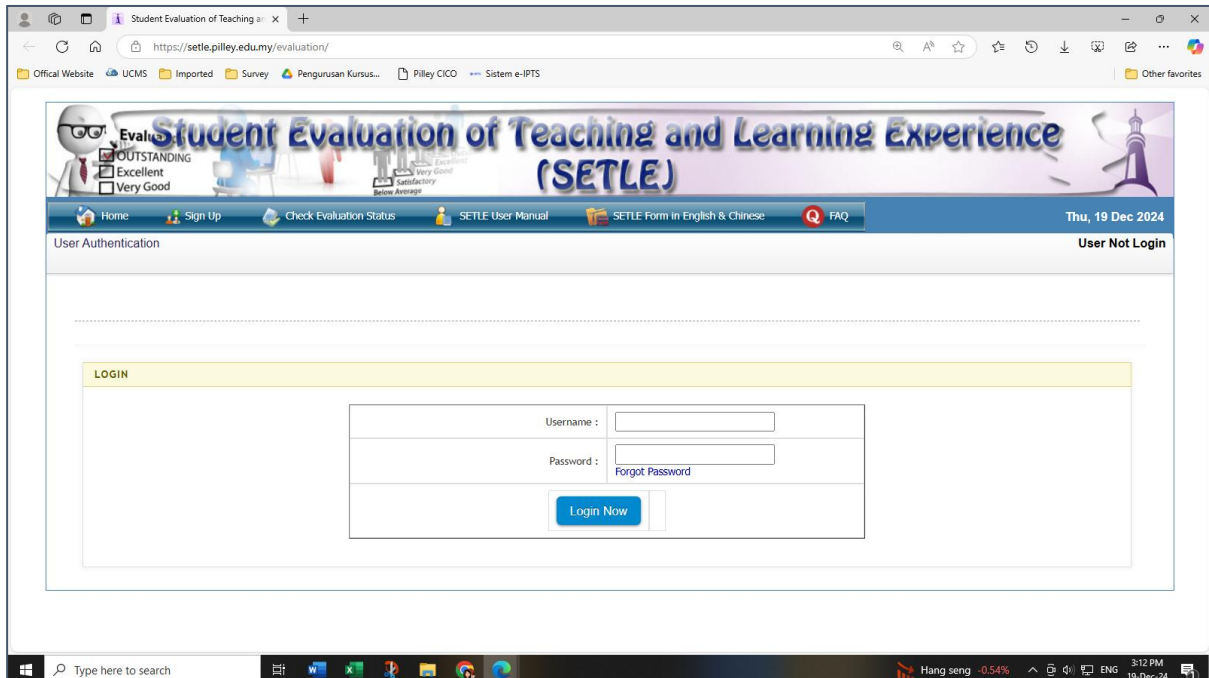 Student Evaluation of Teaching an
https://setle.pilley.edu.my/evaluation/
Offical Website UCMS Imported Survey Pengurusan Kursus... Pilley CICO Sistem e-IPTS Other favorites
Student Evaluation of Teaching and Learning Experience
(SETLE)
OUTSTANDING
Excellent
Very Good
Excellent
Very Good
Satisfactory
Below Average
Home Sign Up Check Evaluation Status SETLE User Manual SETLE Form in English & Chinese Q FAQ Thu, 19 Dec 2024
User Authentication User Not Login
LOGIN
Username :
Password :
Forgot Password
Login Now
Type here to search Hang seng -0.54% ENG 3:12 PM
19-Dec-24